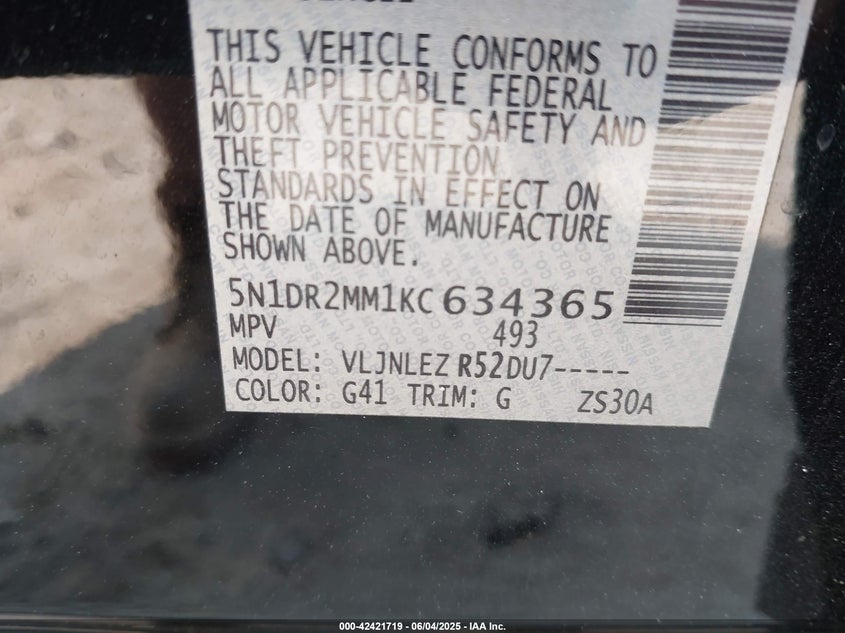 THIS VEHICLE CONFORMS TO
ALL APPLICABLE FEDERAL
MOTOR VEHICLE SAFETY AND
THEFT PREVENTION
STANDARDS IN EFFECT ON
THE DATE OF MANUFACTURE
SHOWN ABOVE.
5N1DR2MM1KC634365
MPV 493
MODEL: VLJNLEZ R52DU7-----
COLOR: G41 TRIM: G ZS30A
000-42421719 - 06/04/2025 - IAA Inc.